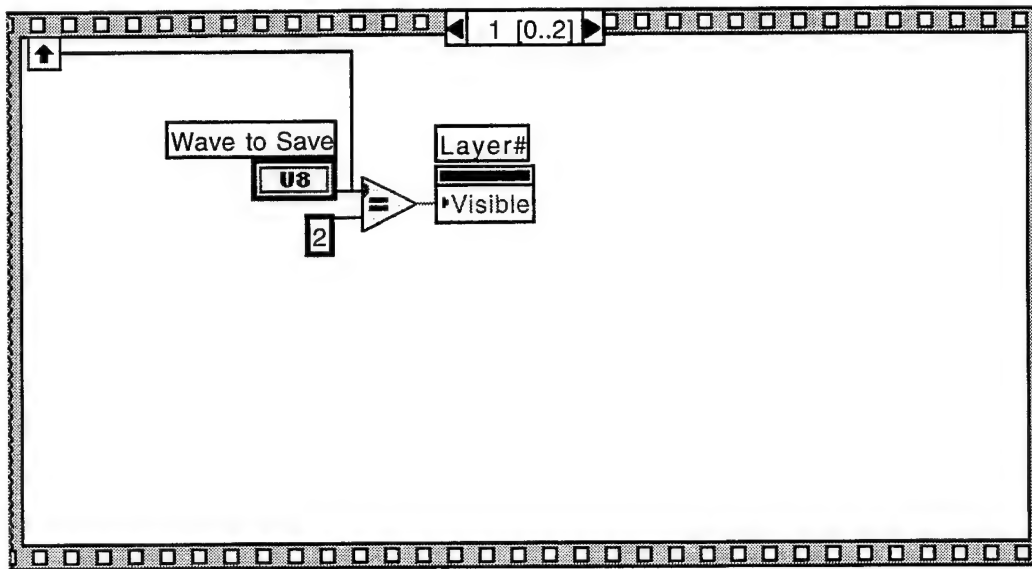 1 [0..2]
Wave to Save
U8
2
=
Layer#
Visible